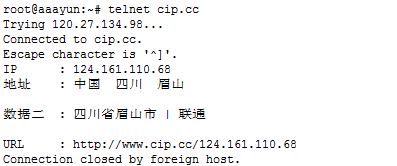 root@aaayun:~# telnet cip.cc
Trying 120.27.134.98...
Connected to cip.cc.
Escape character is '^]'.
IP      : 124.161.110.68
地址    : 中国  四川  眉山
数据二  : 四川省眉山市 | 联通
URL     : http://www.cip.cc/124.161.110.68
Connection closed by foreign host.